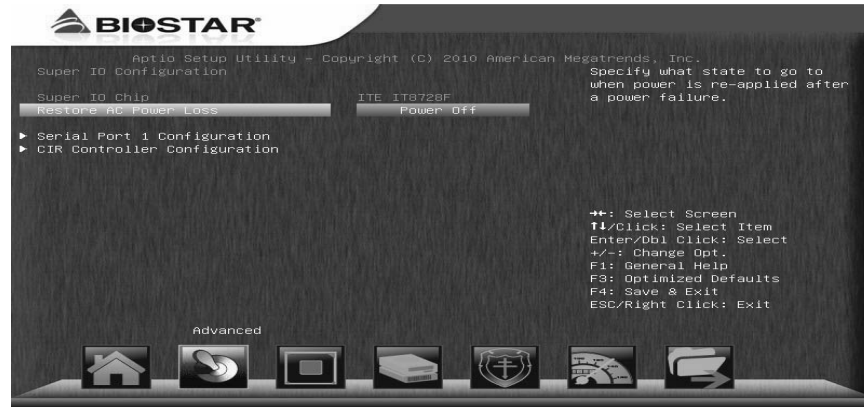 BIOSTAR®
Aptio Setup Utility - Copyright (C) 2010 American Megatrends, Inc.
Super IO Configuration
Super IO Chip ITE IT8728F
Restore AC Power Loss Power Off
► Serial Port 1 Configuration
► CIR Controller Configuration
Specify what state to go to
when power is re-applied after
a power failure.
→←: Select Screen
↑↓/Click: Select Item
Enter/Dbl Click: Select
+/-: Change Opt.
F1: General Help
F3: Optimized Defaults
F4: Save & Exit
ESC/Right Click: Exit
Advanced